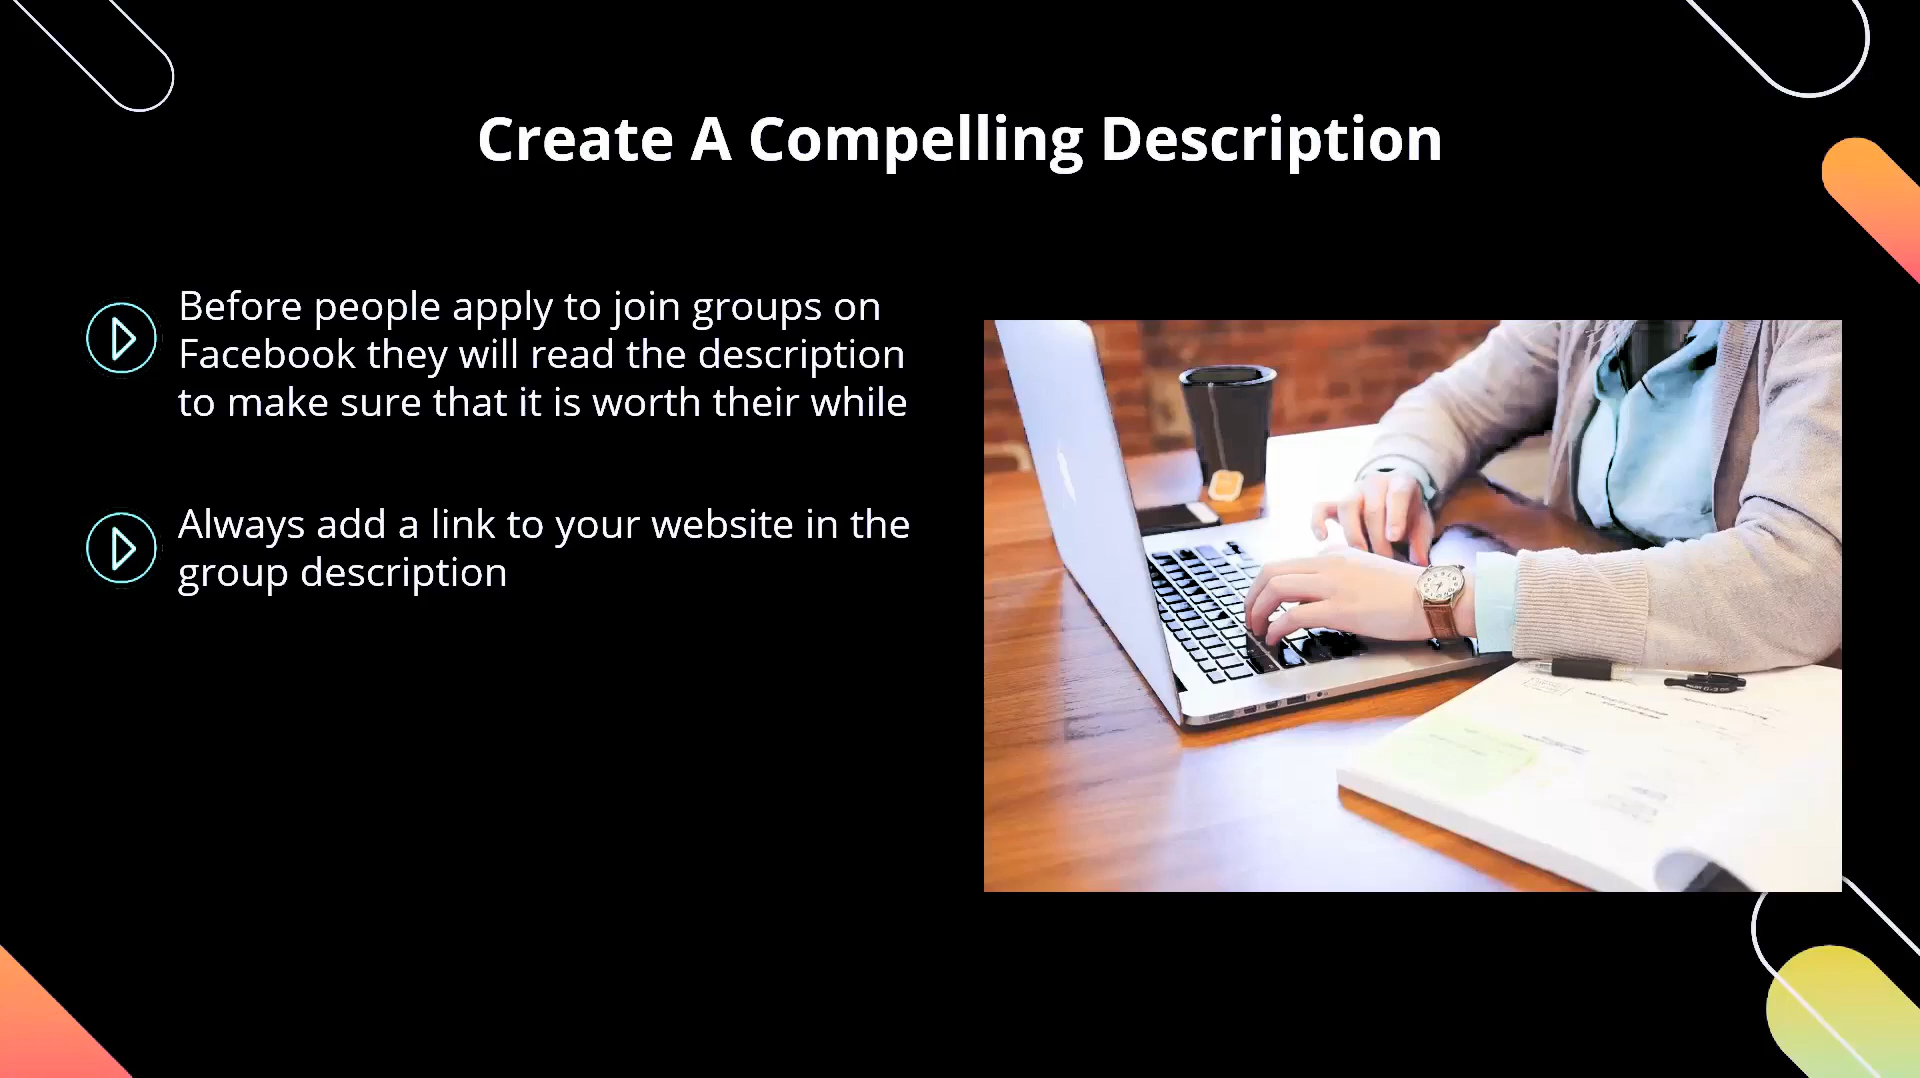 Create A Compelling Description
Before people apply to join groups on
Facebook they will read the description
to make sure that it is worth their while
Always add a link to your website in the
group description